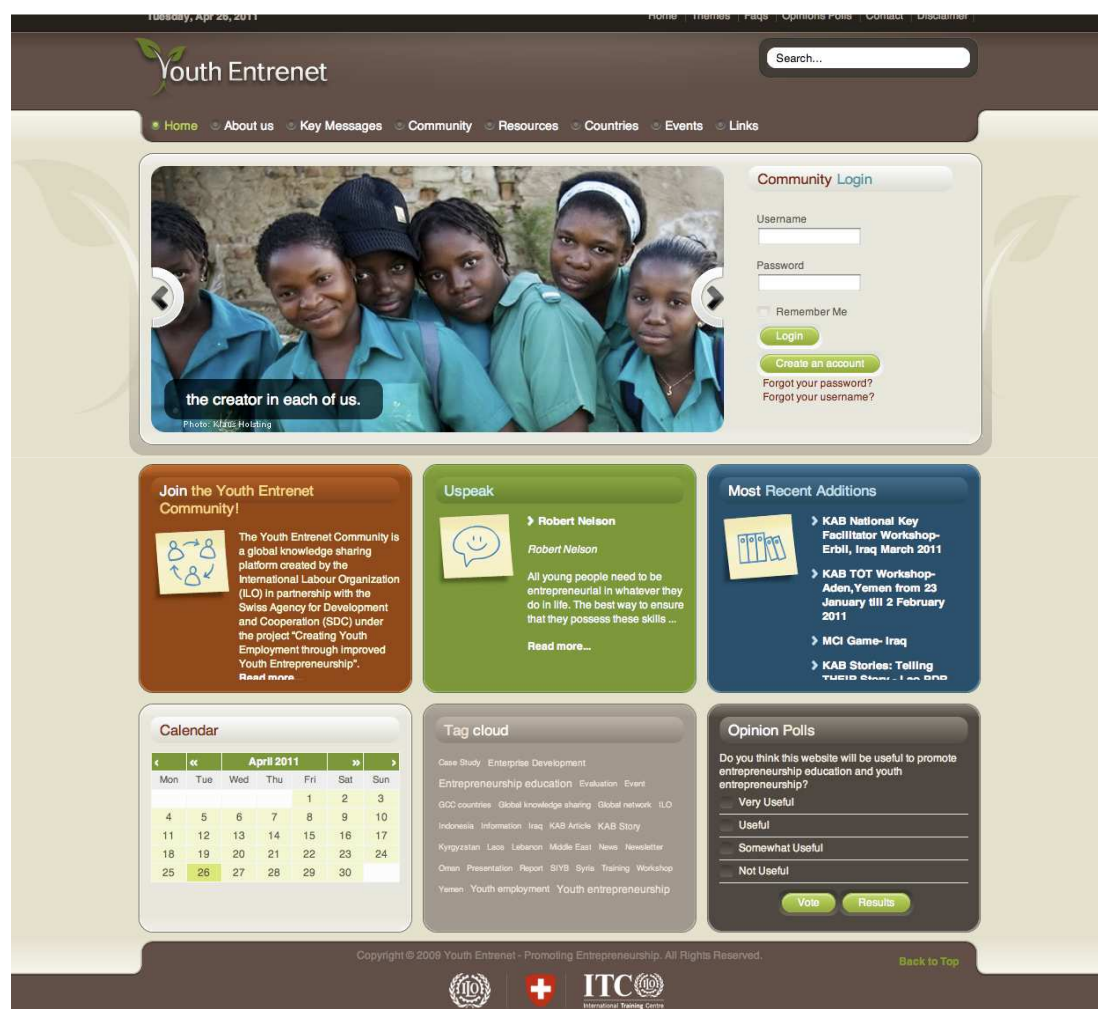 Tuesday, Apr 26, 2011
Home Themes Faqs Opinions Polls Contact Disclaimer
Youth Entrenet
Search...
Home About us Key Messages Community Resources Countries Events Links
the creator in each of us.
Photo: Klaus Holsting
Community Login
Username
Password
Remember Me
Login
Create an account
Forgot your password?
Forgot your username?
Join the Youth Entrenet
Community!
The Youth Entrenet Community is
a global knowledge sharing
platform created by the
International Labour Organization
(ILO) in partnership with the
Swiss Agency for Development
and Cooperation (SDC) under
the project "Creating Youth
Employment through improved
Youth Entrepreneurship".
Read more...
Uspeak
Robert Nelson
Robert Nelson
All young people need to be
entrepreneurial in whatever they
do in life. The best way to ensure
that they possess these skills ...
Read more...
Most Recent Additions
KAB National Key
Facilitator Workshop-
Erbil, Iraq March 2011
KAB TOT Workshop-
Aden,Yemen from 23
January till 2 February
2011
MCI Game- Iraq
KAB Stories: Telling
THEIR Story - Lao PDR
Calendar
‹ « April 2011 » ›
Mon Tue Wed Thu Fri Sat Sun
1 2 3
4 5 6 7 8 9 10
11 12 13 14 15 16 17
18 19 20 21 22 23 24
25 26 27 28 29 30
Tag cloud
Case Study Enterprise Development
Entrepreneurship education Evaluation Event
GCC countries Global knowledge sharing Global network ILO
Indonesia Information Iraq KAB Article KAB Story
Kyrgyzstan Laos Lebanon Middle East News Newsletter
Oman Presentation Report SIYB Syria Training Workshop
Yemen Youth employment Youth entrepreneurship
Opinion Polls
Do you think this website will be useful to promote
entrepreneurship education and youth
entrepreneurship?
Very Useful
Useful
Somewhat Useful
Not Useful
Vote Results
Copyright © 2009 Youth Entrenet - Promoting Entrepreneurship. All Rights Reserved.
Back to Top
ITC
International Training Centre